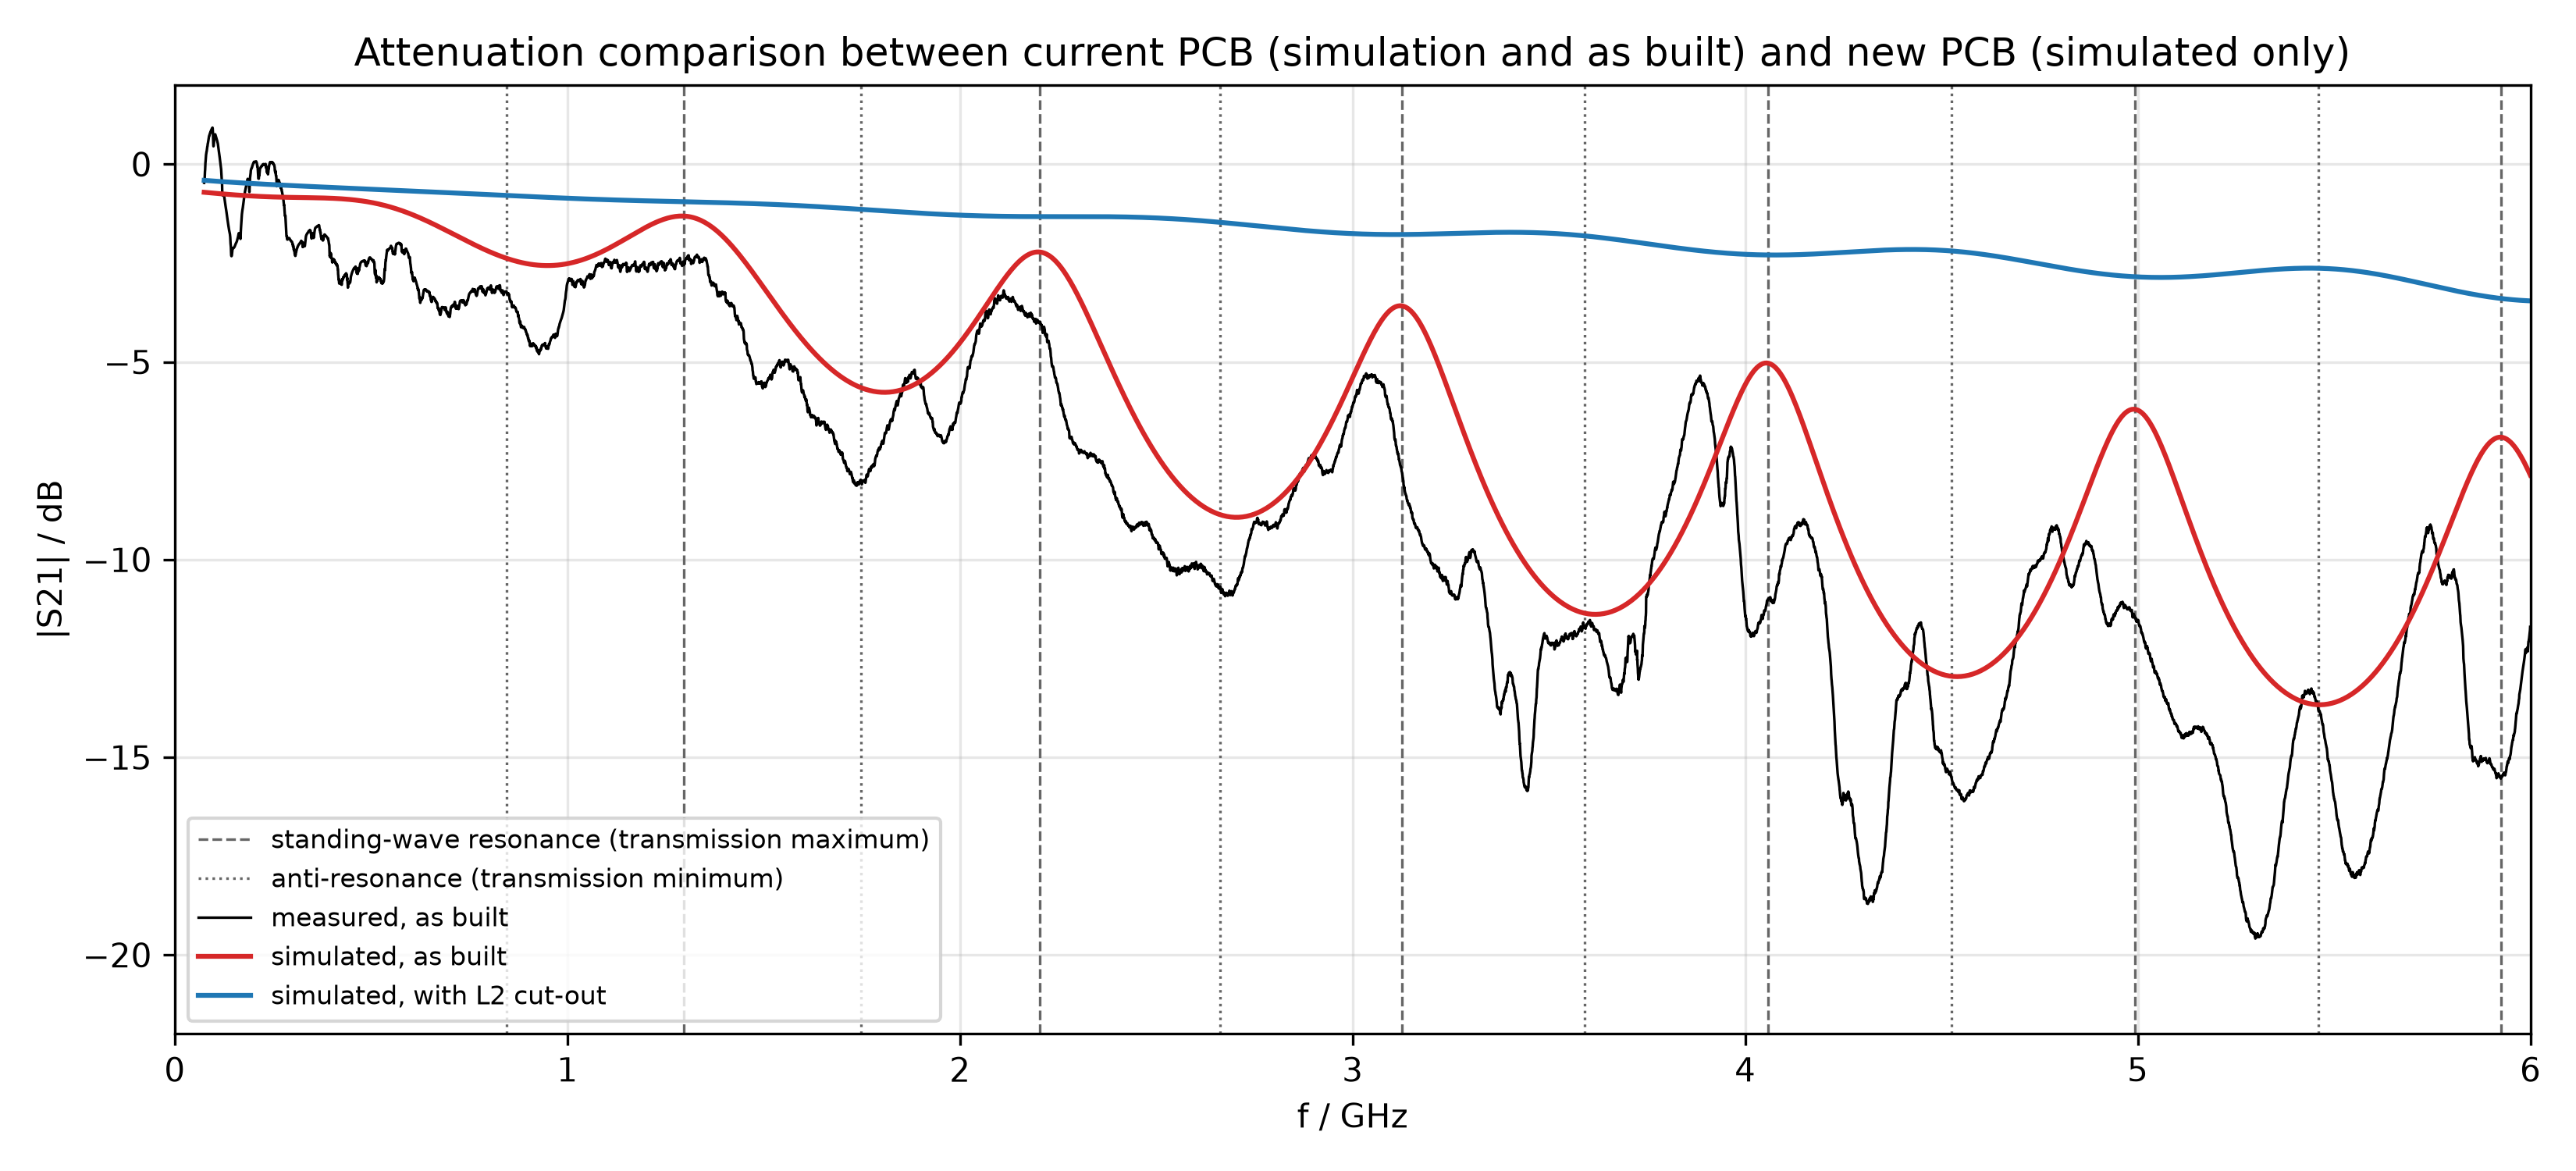 Attenuation comparison between current PCB (simulation and as built) and new PCB (simulated only)
0
−5
−10
−15
−20
|S21| / dB
standing-wave resonance (transmission maximum)
anti-resonance (transmission minimum)
measured, as built
simulated, as built
simulated, with L2 cut-out
0
1
2
3
4
5
6
f / GHz